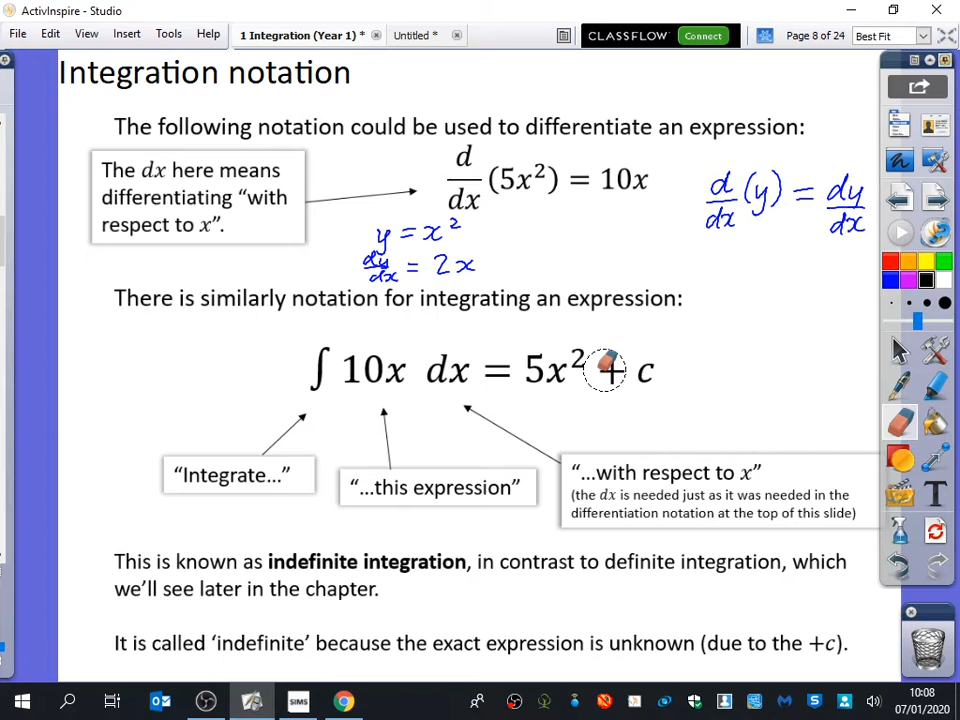 ActivInspire - Studio
File Edit View Insert Tools Help
1 Integration (Year 1) *
Untitled *
CLASSFLOW
Connect
Page 8 of 24
Best Fit
Integration notation
The following notation could be used to differentiate an expression:
The dx here means
differentiating “with
respect to x”.
d/dx (5x²) = 10x
d/dx (y) = dy/dx
y = x²
dy/dx = 2x
There is similarly notation for integrating an expression:
∫ 10x dx = 5x² + c
“Integrate…”
“…this expression”
“…with respect to x”
(the dx is needed just as it was needed in the
differentiation notation at the top of this slide)
This is known as indefinite integration, in contrast to definite integration, which
we’ll see later in the chapter.
It is called ‘indefinite’ because the exact expression is unknown (due to the +c).
SIMS
10:08
07/01/2020